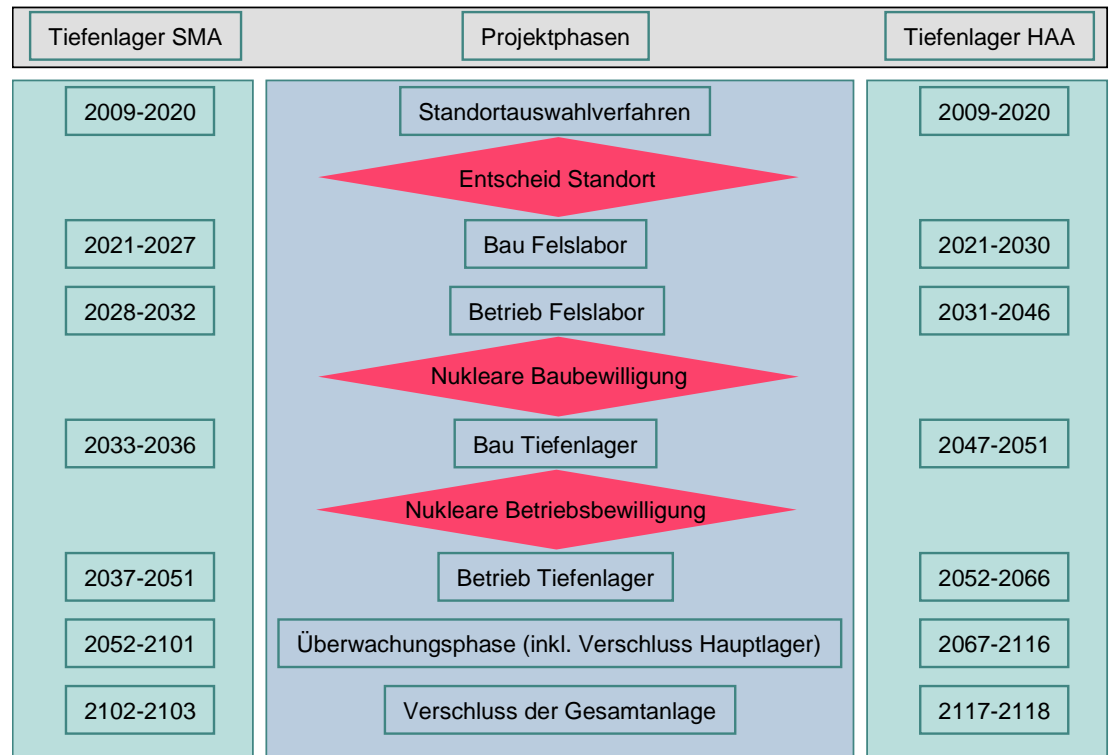 Tiefenlager SMA Projektphasen Tiefenlager HAA
2009-2020 Standortauswahlverfahren 2009-2020
Entscheid Standort
2021-2027 Bau Felslabor 2021-2030
2028-2032 Betrieb Felslabor 2031-2046
Nukleare Baubewilligung
2033-2036 Bau Tiefenlager 2047-2051
Nukleare Betriebsbewilligung
2037-2051 Betrieb Tiefenlager 2052-2066
2052-2101 Überwachungsphase (inkl. Verschluss Hauptlager) 2067-2116
2102-2103 Verschluss der Gesamtanlage 2117-2118